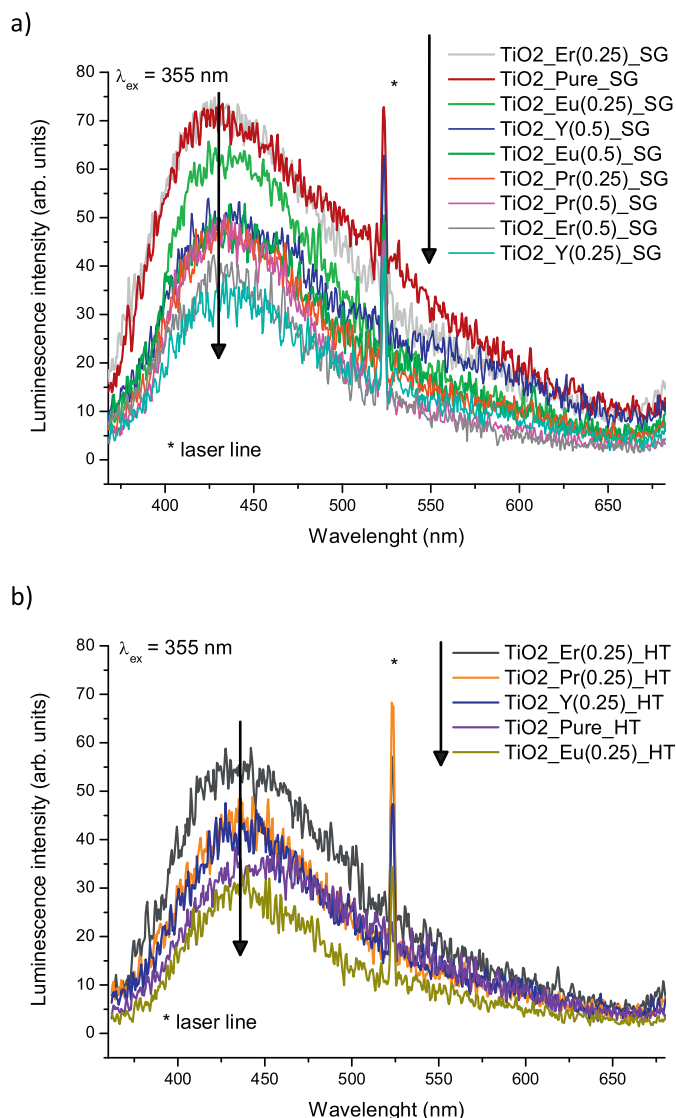 a)
λex = 355 nm
*
TiO2_Er(0.25)_SG
TiO2_Pure_SG
TiO2_Eu(0.25)_SG
TiO2_Y(0.5)_SG
TiO2_Eu(0.5)_SG
TiO2_Pr(0.25)_SG
TiO2_Pr(0.5)_SG
TiO2_Er(0.5)_SG
TiO2_Y(0.25)_SG
80
70
60
50
40
30
20
10
0
Luminescence intensity (arb. units)
* laser line
400 450 500 550 600 650
Wavelenght (nm)
b)
λex = 355 nm
*
TiO2_Er(0.25)_HT
TiO2_Pr(0.25)_HT
TiO2_Y(0.25)_HT
TiO2_Pure_HT
TiO2_Eu(0.25)_HT
80
70
60
50
40
30
20
10
0
Luminescence intensity (arb. units)
* laser line
400 450 500 550 600 650
Wavelenght (nm)